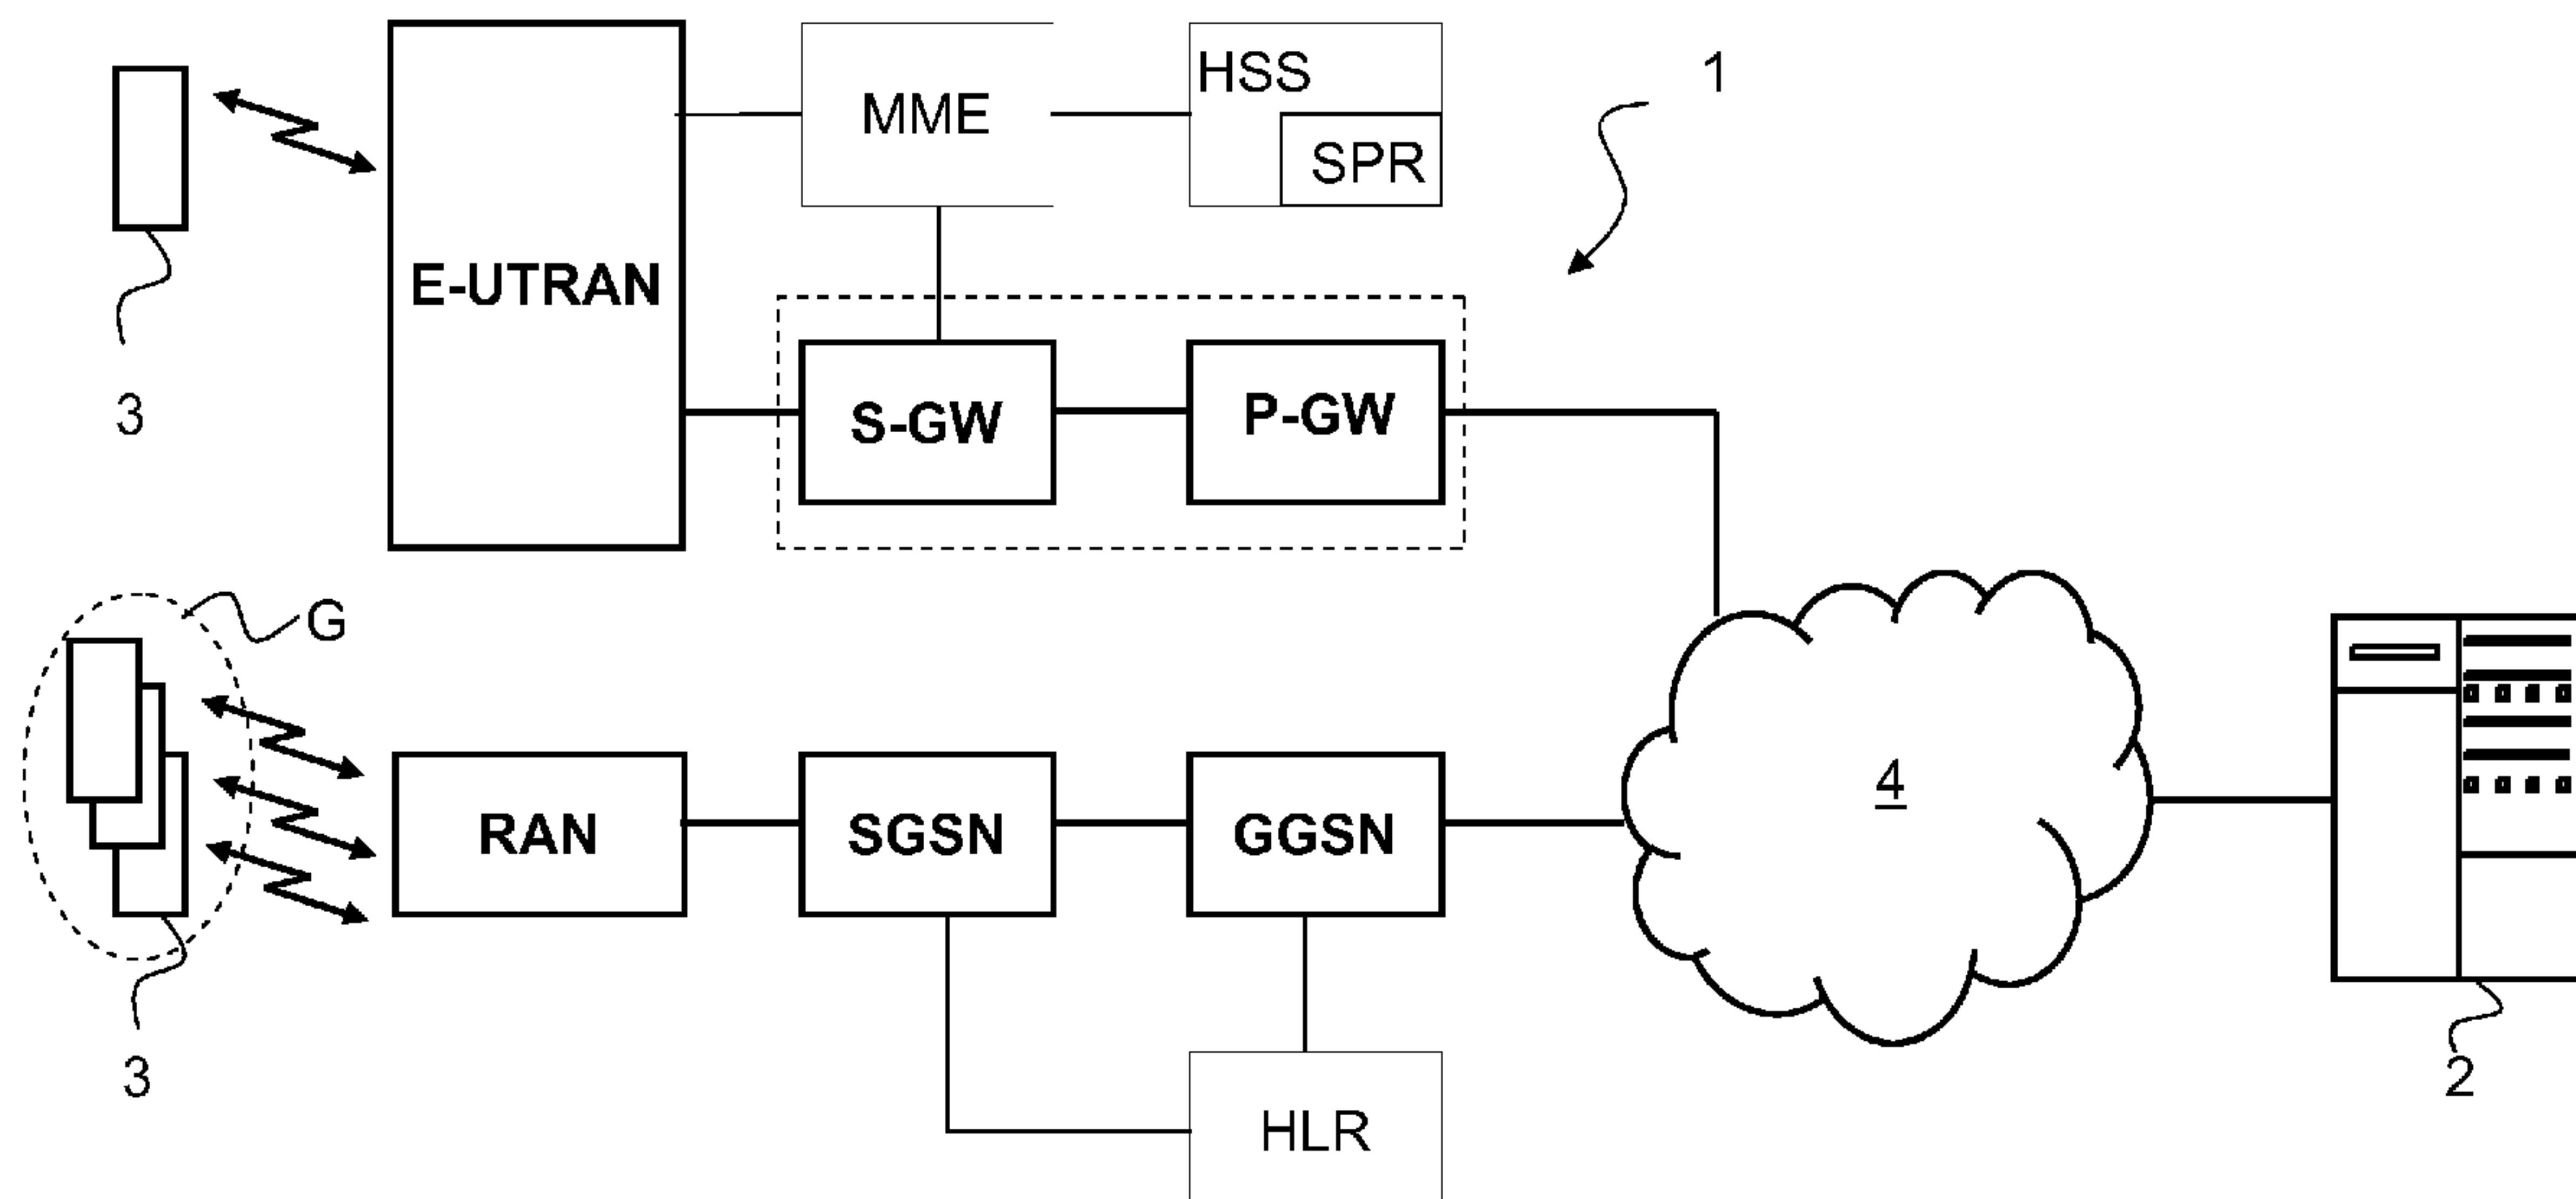 HSS
1
MME
SPR
E-UTRAN
3
S-GW
P-GW
G
4
RAN
SGSN
GGSN
3
2
HLR